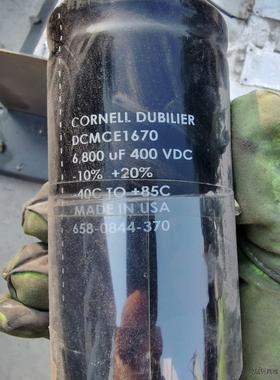 CORNELL DUBILIER
DCMCE1670
6,800 uF 400 VDC
-10% +20%
-40C TO +85C
MADE IN USA
658-0844-370